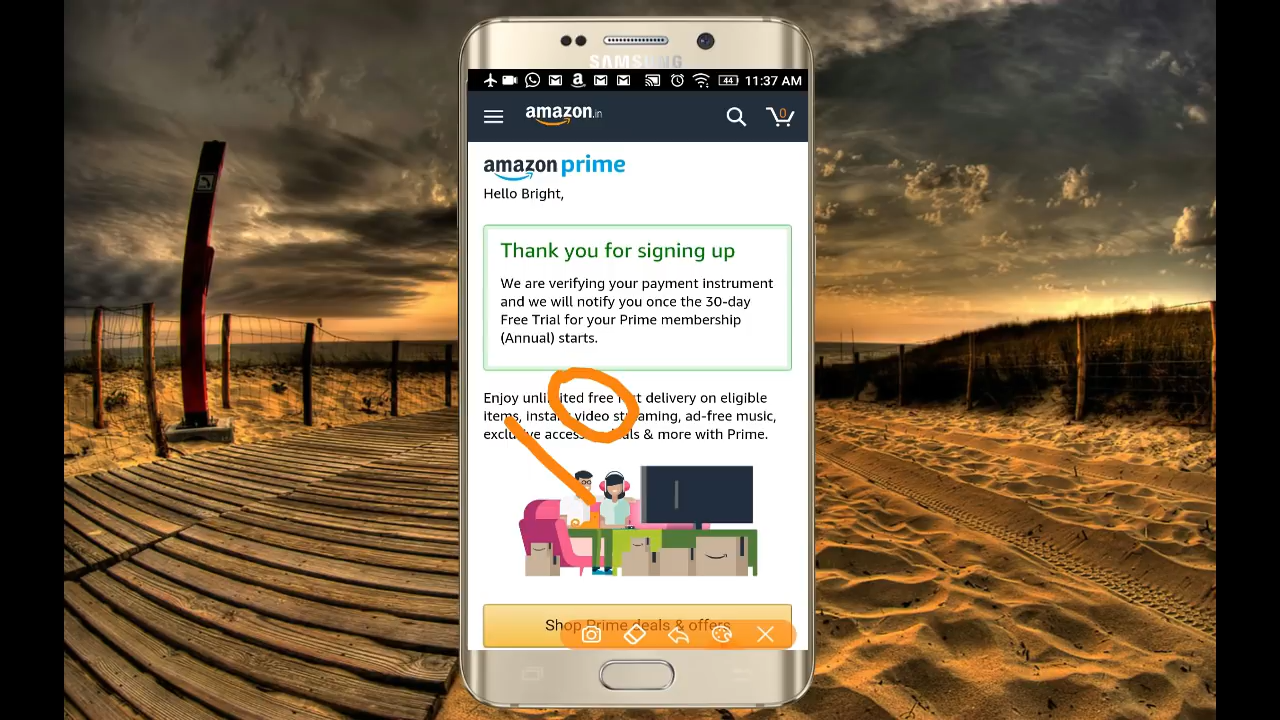 SAMSUNG
44 11:37 AM
amazon.in
0
amazon prime
Hello Bright,
Thank you for signing up
We are verifying your payment instrument
and we will notify you once the 30-day
Free Trial for your Prime membership
(Annual) starts.
Enjoy unlimited free fast delivery on eligible
items, instant video streaming, ad-free music,
exclusive access to deals & more with Prime.
Shop Prime deals & offers